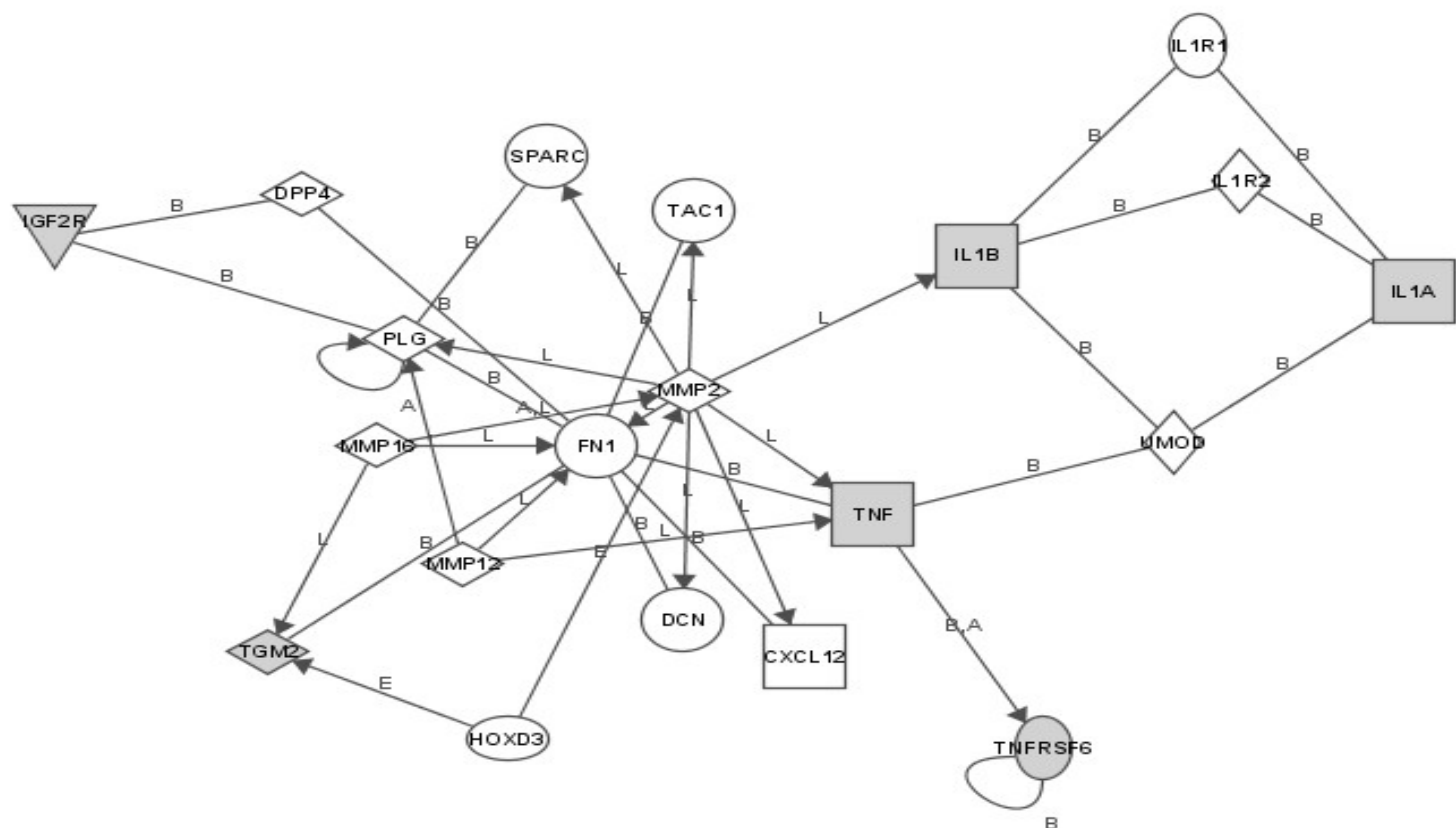 IL1R1
B
SPARC
B
DPP4
IL1R2
B
IGF2R
B
TAC1
B
B
B
IL1B
L
B
L
IL1A
B
B
L
PLG
L
B
B
B
MMP2
A
A,L
L
MMP16
L
FN1
L
UMOD
B
B
L
L
L
TNF
L
B
L
B
B
E
MMP12
L
DCN
B,A
TGM2
CXCL12
E
HOXD3
TNFRSF6
B